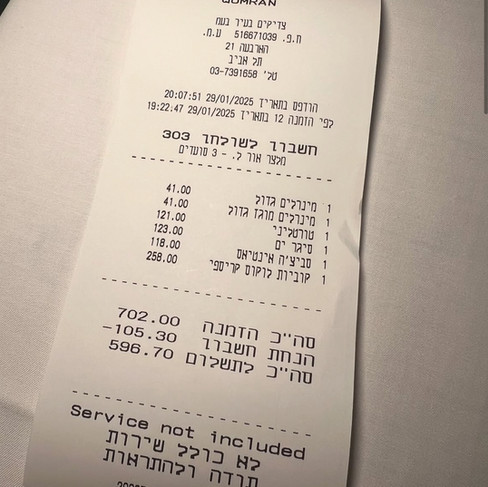 QUMRAN
צדיקים בעיר בעמ
ח.פ. 516671039 ע.מ.
הארבעה 21
תל אביב
טל' 03-7391658
הודפס בתאריך 29/01/2025 20:07:51
לפי הזמנה 12 בתאריך 29/01/2025 19:22:47
חשבון לשולחן 303
מלצר אור ל. - 3 סועדים
1 מינרלים גדול 41.00
1 מינרלים מוגז גדול 41.00
1 טורטליני 121.00
1 סיגר ים 123.00
1 סביצ'ה אינטיאס 118.00
1 קוביות לוקוס קריספי 258.00
סה''כ הזמנה 702.00
הנחת חשבון -105.30
סה''כ לתשלום 596.70
Service not included
לא כולל שירות
תודה ולהתראות